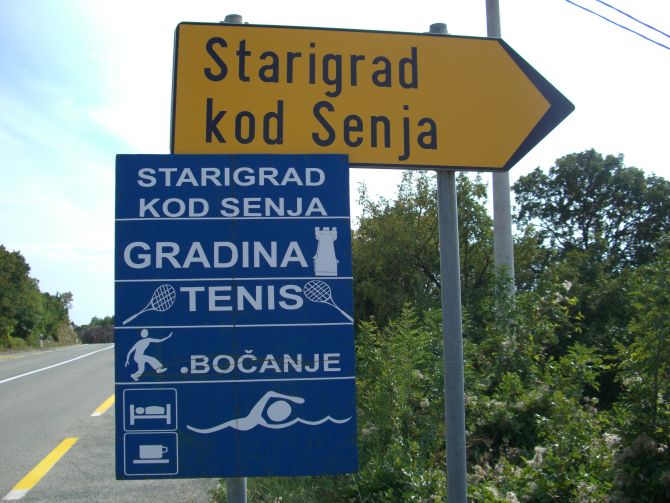 Starigrad
kod Senja
STARIGRAD
KOD SENJA
GRADINA
TENIS
.BOČANJE